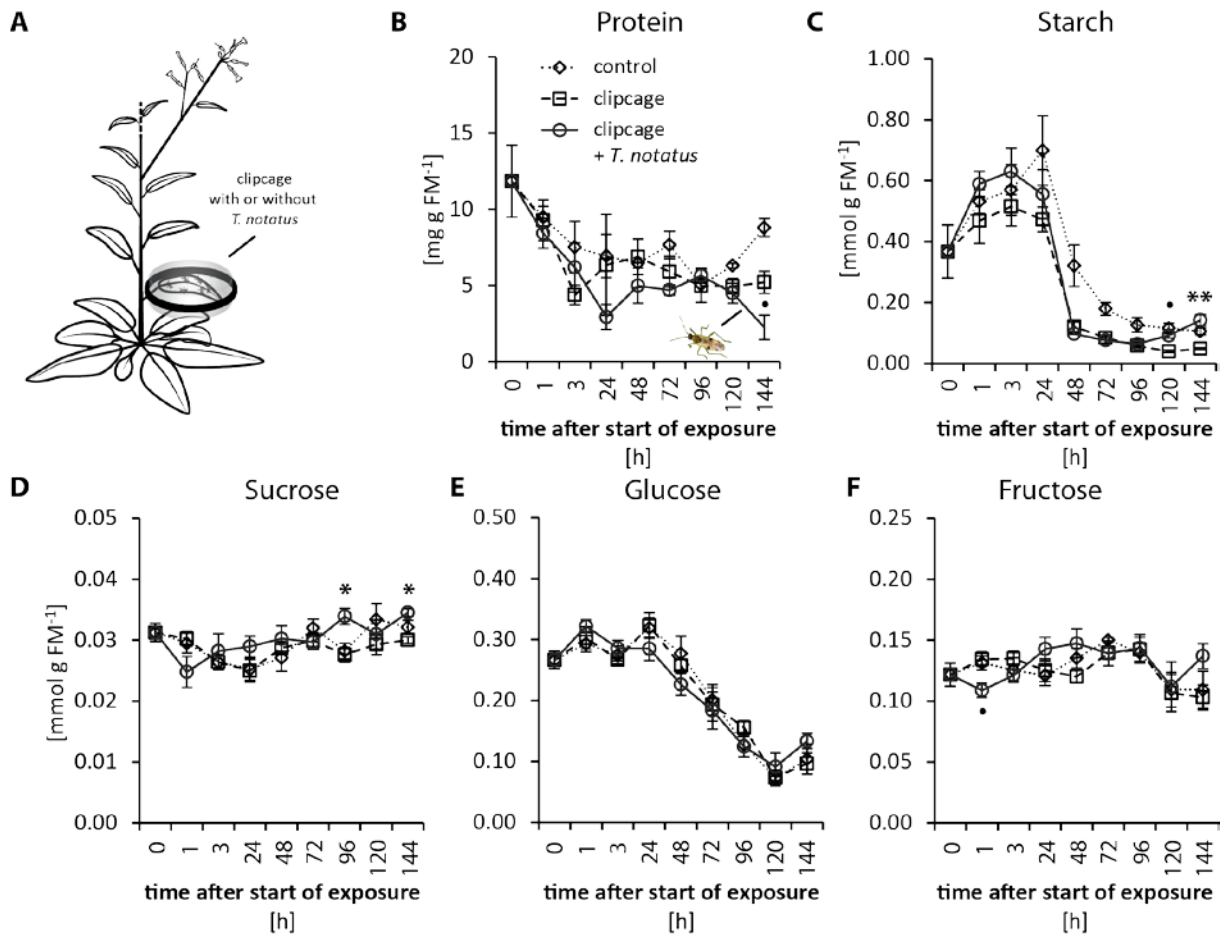 A
clipcage
with or without
T. notatus
B
Protein
control
clipcage
clipcage
+ T. notatus
[mg g FM⁻¹]
20
15
10
5
0
0 1 3 24 48 72 96 120 144
time after start of exposure
[h]
C
Starch
[mmol g FM⁻¹]
1.00
0.80
0.60
0.40
0.20
0.00
• **
0 1 3 24 48 72 96 120 144
time after start of exposure
[h]
D
Sucrose
[mmol g FM⁻¹]
0.05
0.04
0.03
0.02
0.01
0.00
* *
0 1 3 24 48 72 96 120 144
time after start of exposure
[h]
E
Glucose
0.50
0.40
0.30
0.20
0.10
0.00
0 1 3 24 48 72 96 120 144
time after start of exposure
[h]
F
Fructose
0.25
0.20
0.15
0.10
0.05
0.00
0 1 3 24 48 72 96 120 144
time after start of exposure
[h]